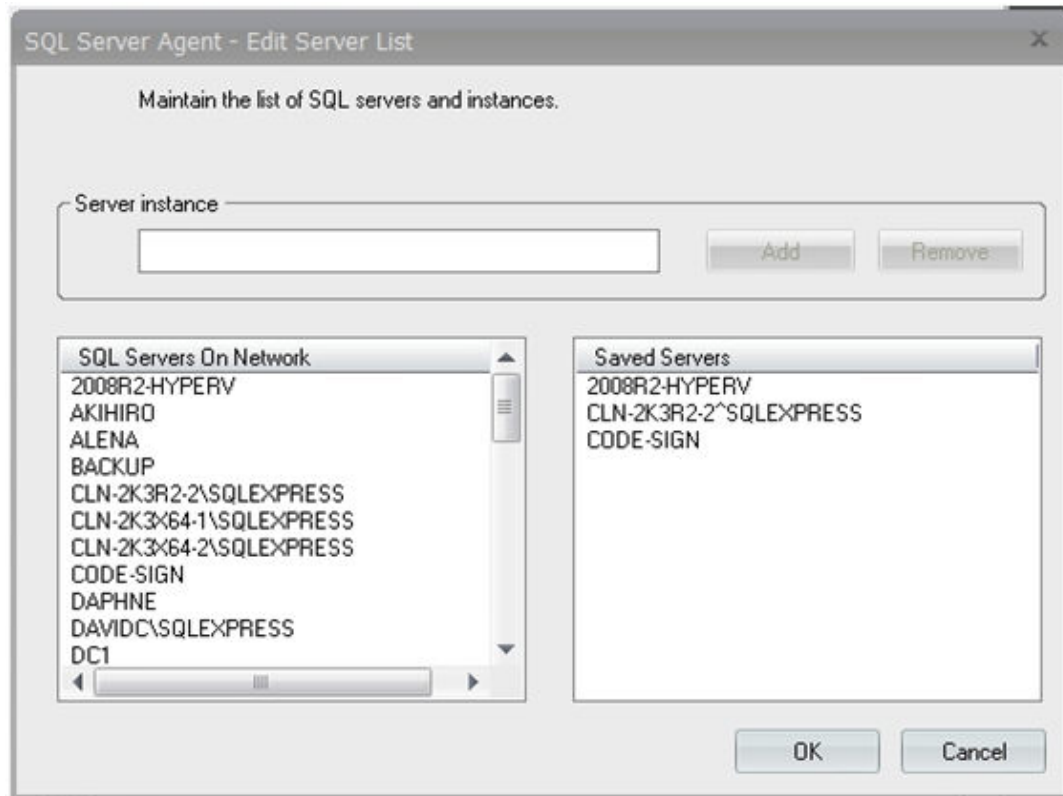 SQL Server Agent - Edit Server List
Maintain the list of SQL servers and instances.
Server instance
Add
Remove
SQL Servers On Network
2008R2-HYPERV
AKIHIRO
ALENA
BACKUP
CLN-2K3R2-2\SQLEXPRESS
CLN-2K3X64-1\SQLEXPRESS
CLN-2K3X64-2\SQLEXPRESS
CODE-SIGN
DAPHNE
DAVIDC\SQLEXPRESS
DC1
Saved Servers
2008R2-HYPERV
CLN-2K3R2-2^SQLEXPRESS
CODE-SIGN
OK
Cancel